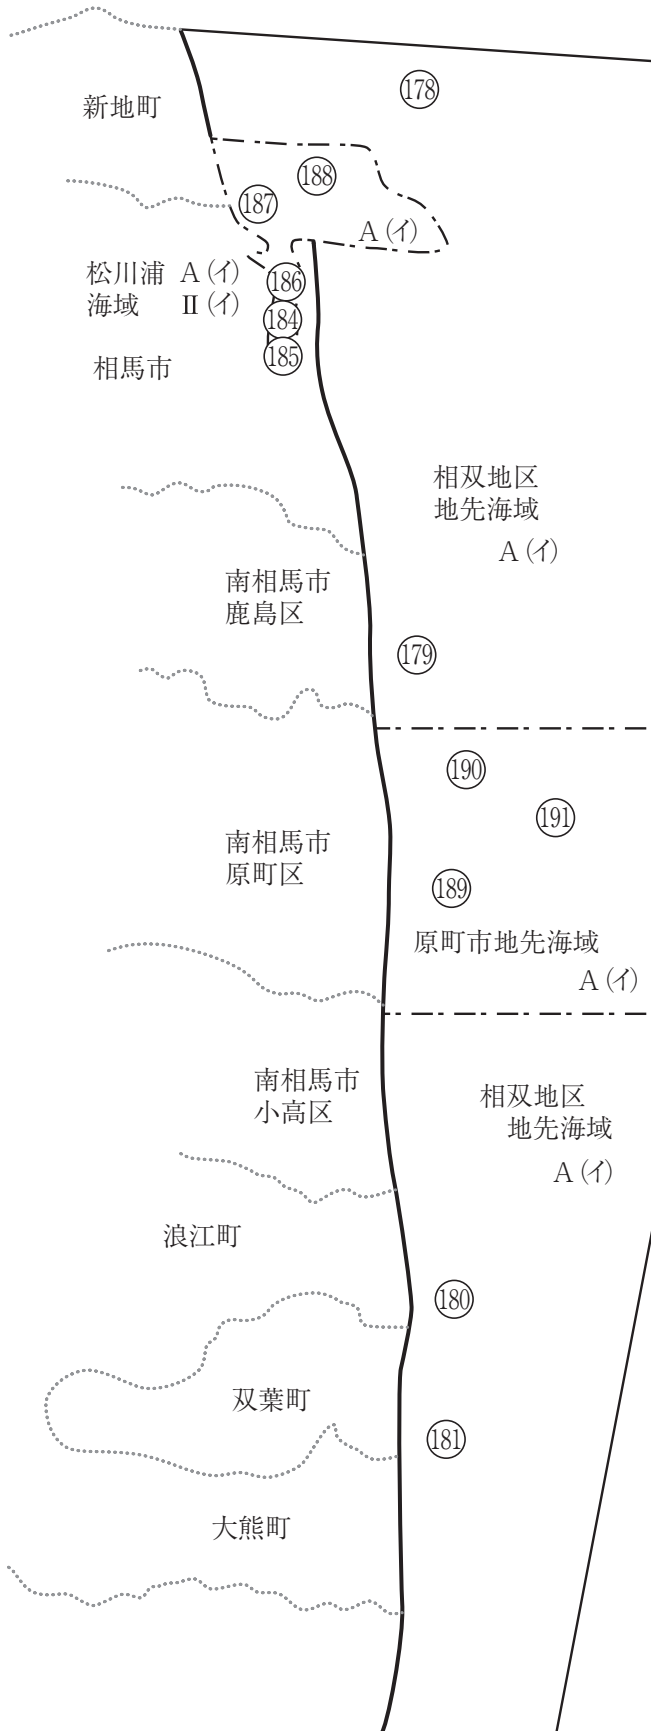 178
新地町
188
187
A(イ)
松川浦 A(イ)
海域 II(イ)
186
184
185
相馬市
相双地区
地先海域
A(イ)
南相馬市
鹿島区
179
190
191
南相馬市
原町区
189
原町市地先海域
A(イ)
南相馬市
小高区
相双地区
地先海域
A(イ)
浪江町
180
双葉町
181
大熊町